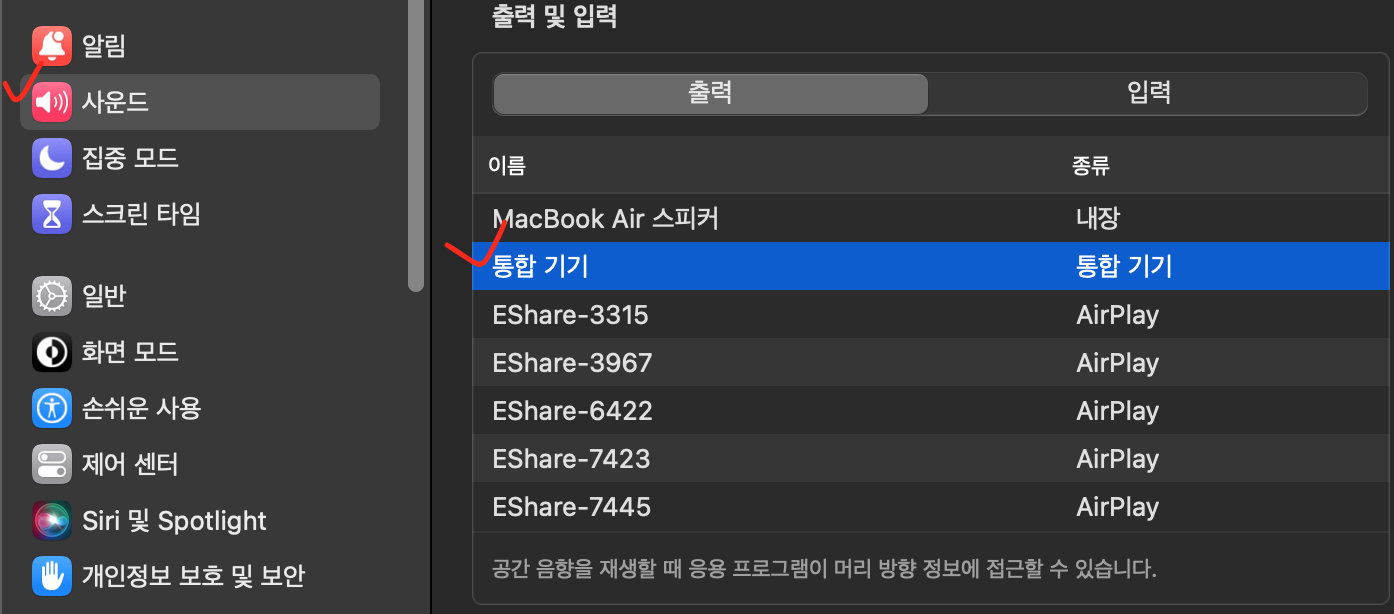 알림
사운드
집중 모드
스크린 타임
일반
화면 모드
손쉬운 사용
제어 센터
Siri 및 Spotlight
개인정보 보호 및 보안
출력 및 입력
출력 입력
이름 종류
MacBook Air 스피커 내장
통합 기기 통합 기기
EShare-3315 AirPlay
EShare-3967 AirPlay
EShare-6422 AirPlay
EShare-7423 AirPlay
EShare-7445 AirPlay
공간 음향을 재생할 때 응용 프로그램이 머리 방향 정보에 접근할 수 있습니다.